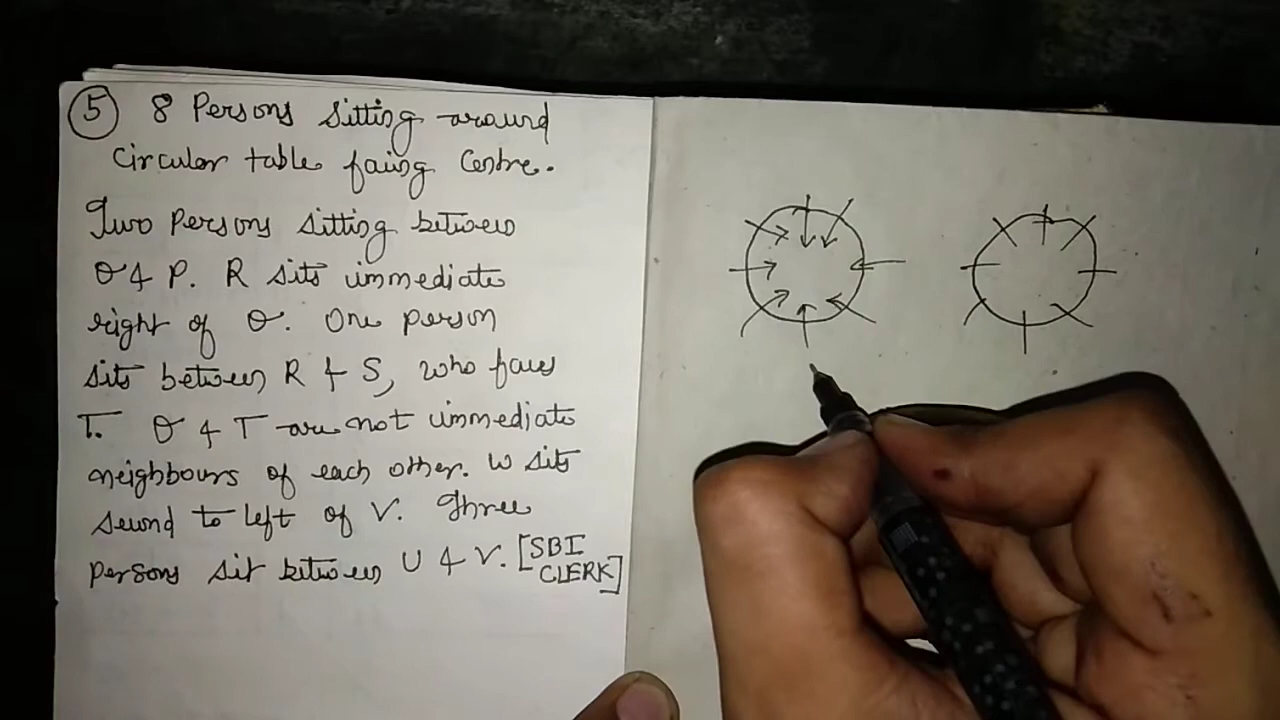 5 8 Persons Sitting around
circular table facing Centre.
Two Persons sitting between
Q & P. R sits immediate
right of Q. One person
sits between R & S, who faces
T. Q & T are not immediate
neighbours of each other. W sits
second to left of V. Three
persons sit between U & V. [SBI
CLERK]